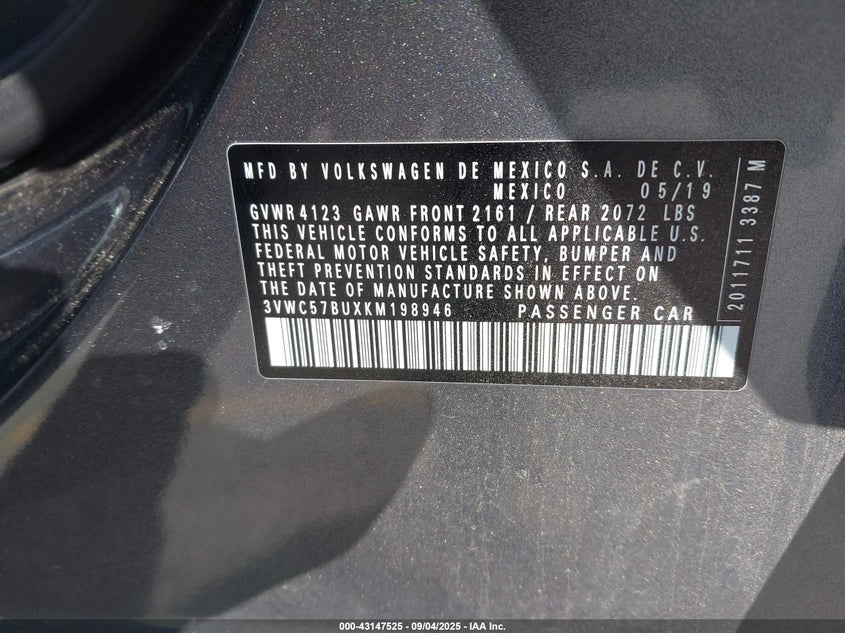 MFD BY VOLKSWAGEN DE MEXICO S.A. DE C.V.
MEXICO 05/19
GVWR 4123 GAWR FRONT 2161 / REAR 2072 LBS
THIS VEHICLE CONFORMS TO ALL APPLICABLE U.S.
FEDERAL MOTOR VEHICLE SAFETY, BUMPER AND
THEFT PREVENTION STANDARDS IN EFFECT ON
THE DATE OF MANUFACTURE SHOWN ABOVE.
3VWC57BUXKM198946 PASSENGER CAR
2011711 3387 M
000-43147525 - 09/04/2025 - IAA Inc.